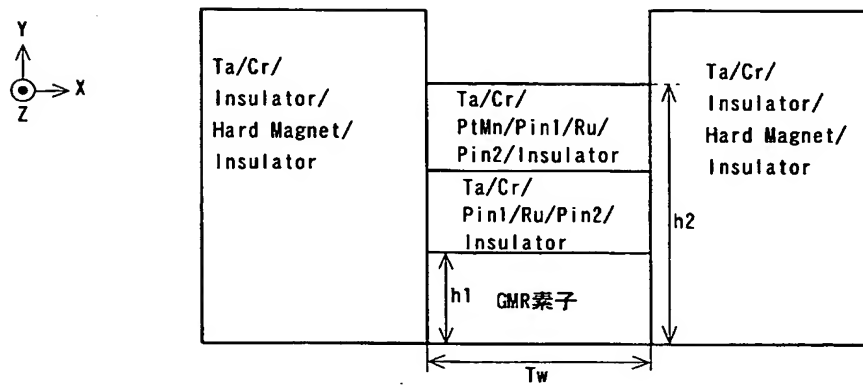 Y
X
Z
Ta/Cr/
Insulator/
Hard Magnet/
Insulator
Ta/Cr/
PtMn/Pin1/Ru/
Pin2/Insulator
Ta/Cr/
Pin1/Ru/Pin2/
Insulator
h1
GMR素子
Tw
h2
Ta/Cr/
Insulator/
Hard Magnet/
Insulator